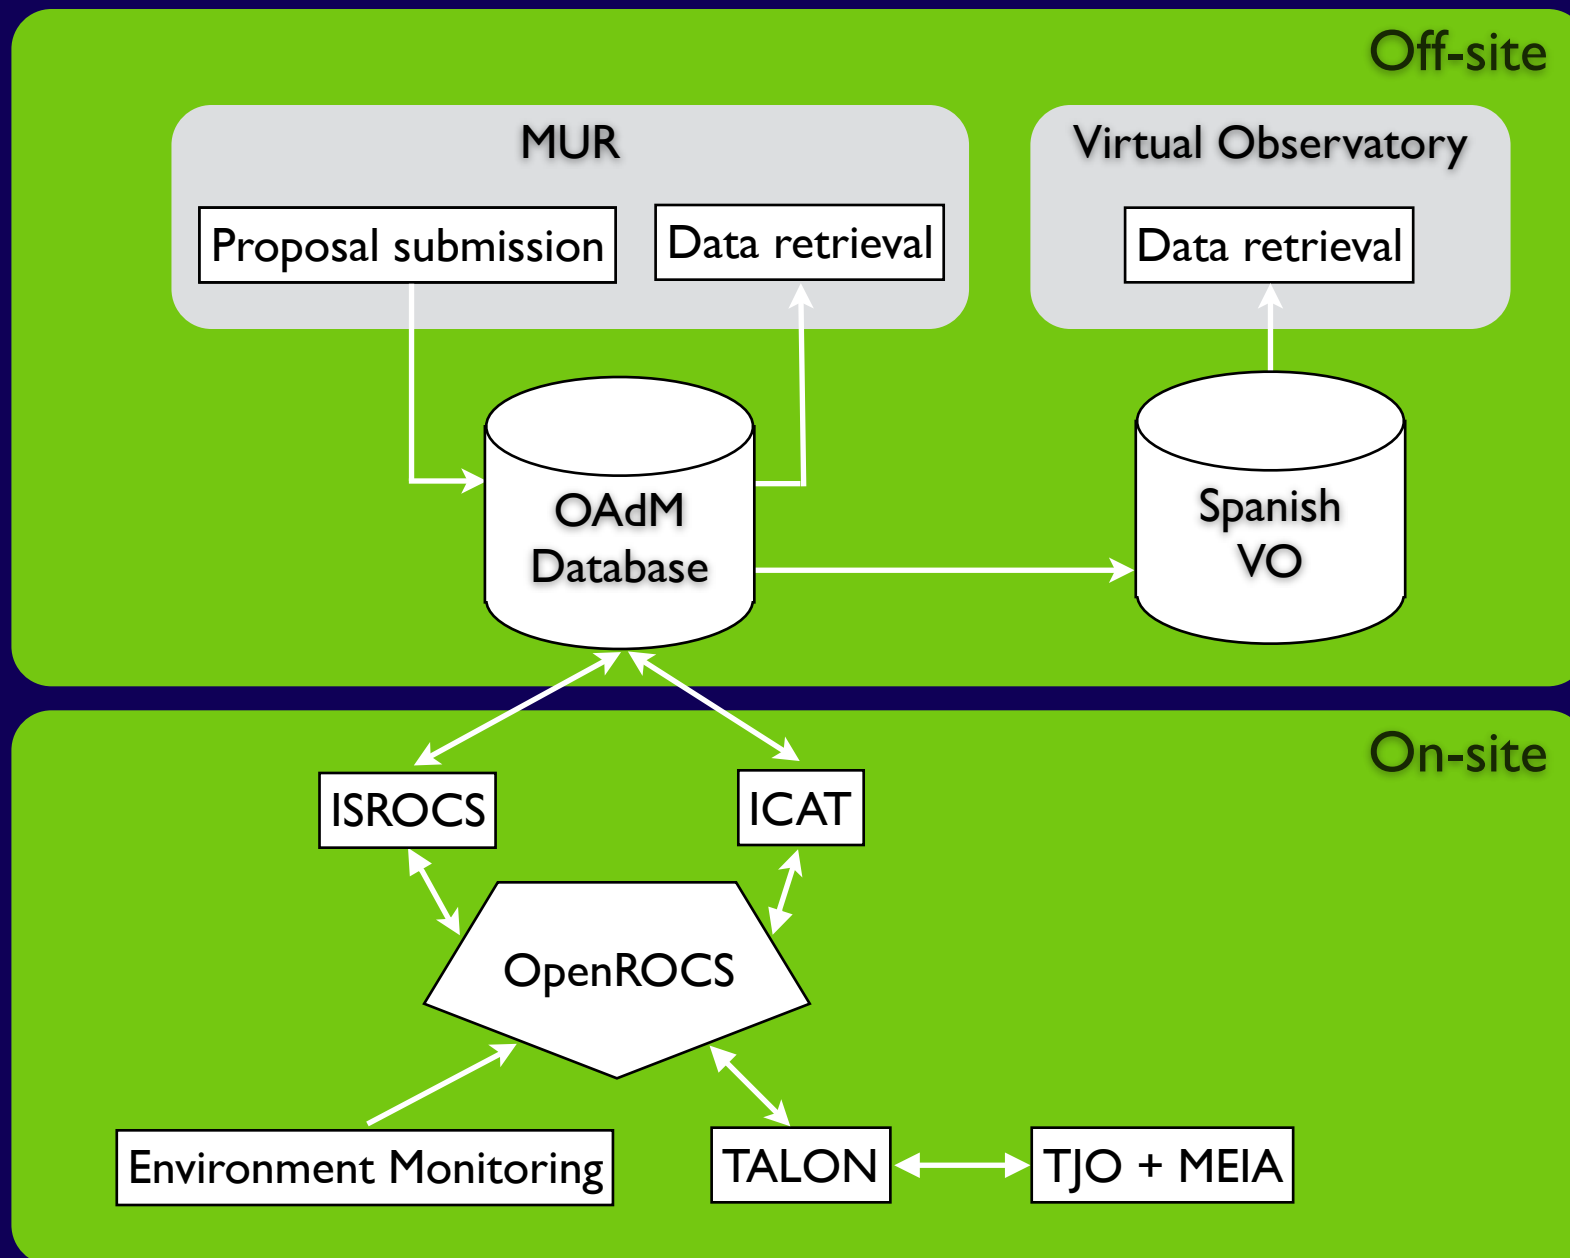 Off-site
MUR
Virtual Observatory
Proposal submission
Data retrieval
Data retrieval
OAdM
Database
Spanish
VO
On-site
ISROCS
ICAT
OpenROCS
Environment Monitoring
TALON
TJO + MEIA